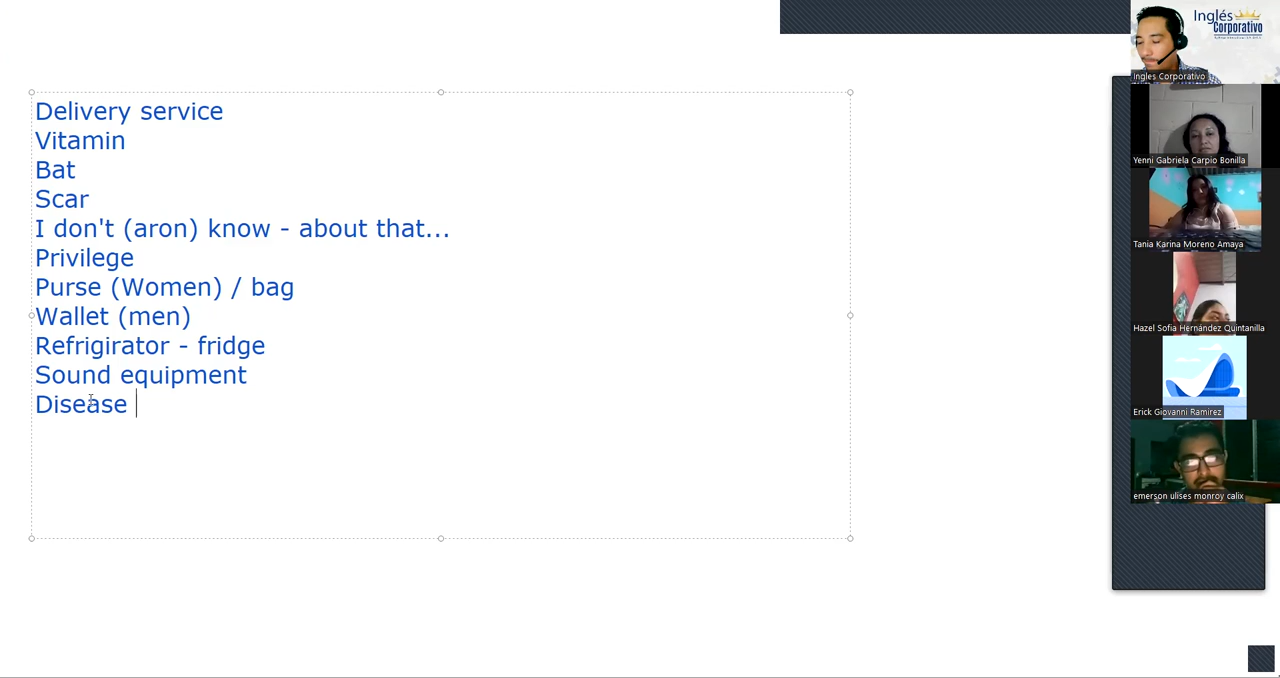 Delivery service
Vitamin
Bat
Scar
I don't (aron) know - about that...
Privilege
Purse (Women) / bag
Wallet (men)
Refrigirator - fridge
Sound equipment
Disease
Inglés
Corporativo
Ingles Corporativo
Yenni Gabriela Carpio Bonilla
Tania Karina Moreno Amaya
Hazel Sofia Hernández Quintanilla
Erick Giovanni Ramirez
emerson ulises monroy calix